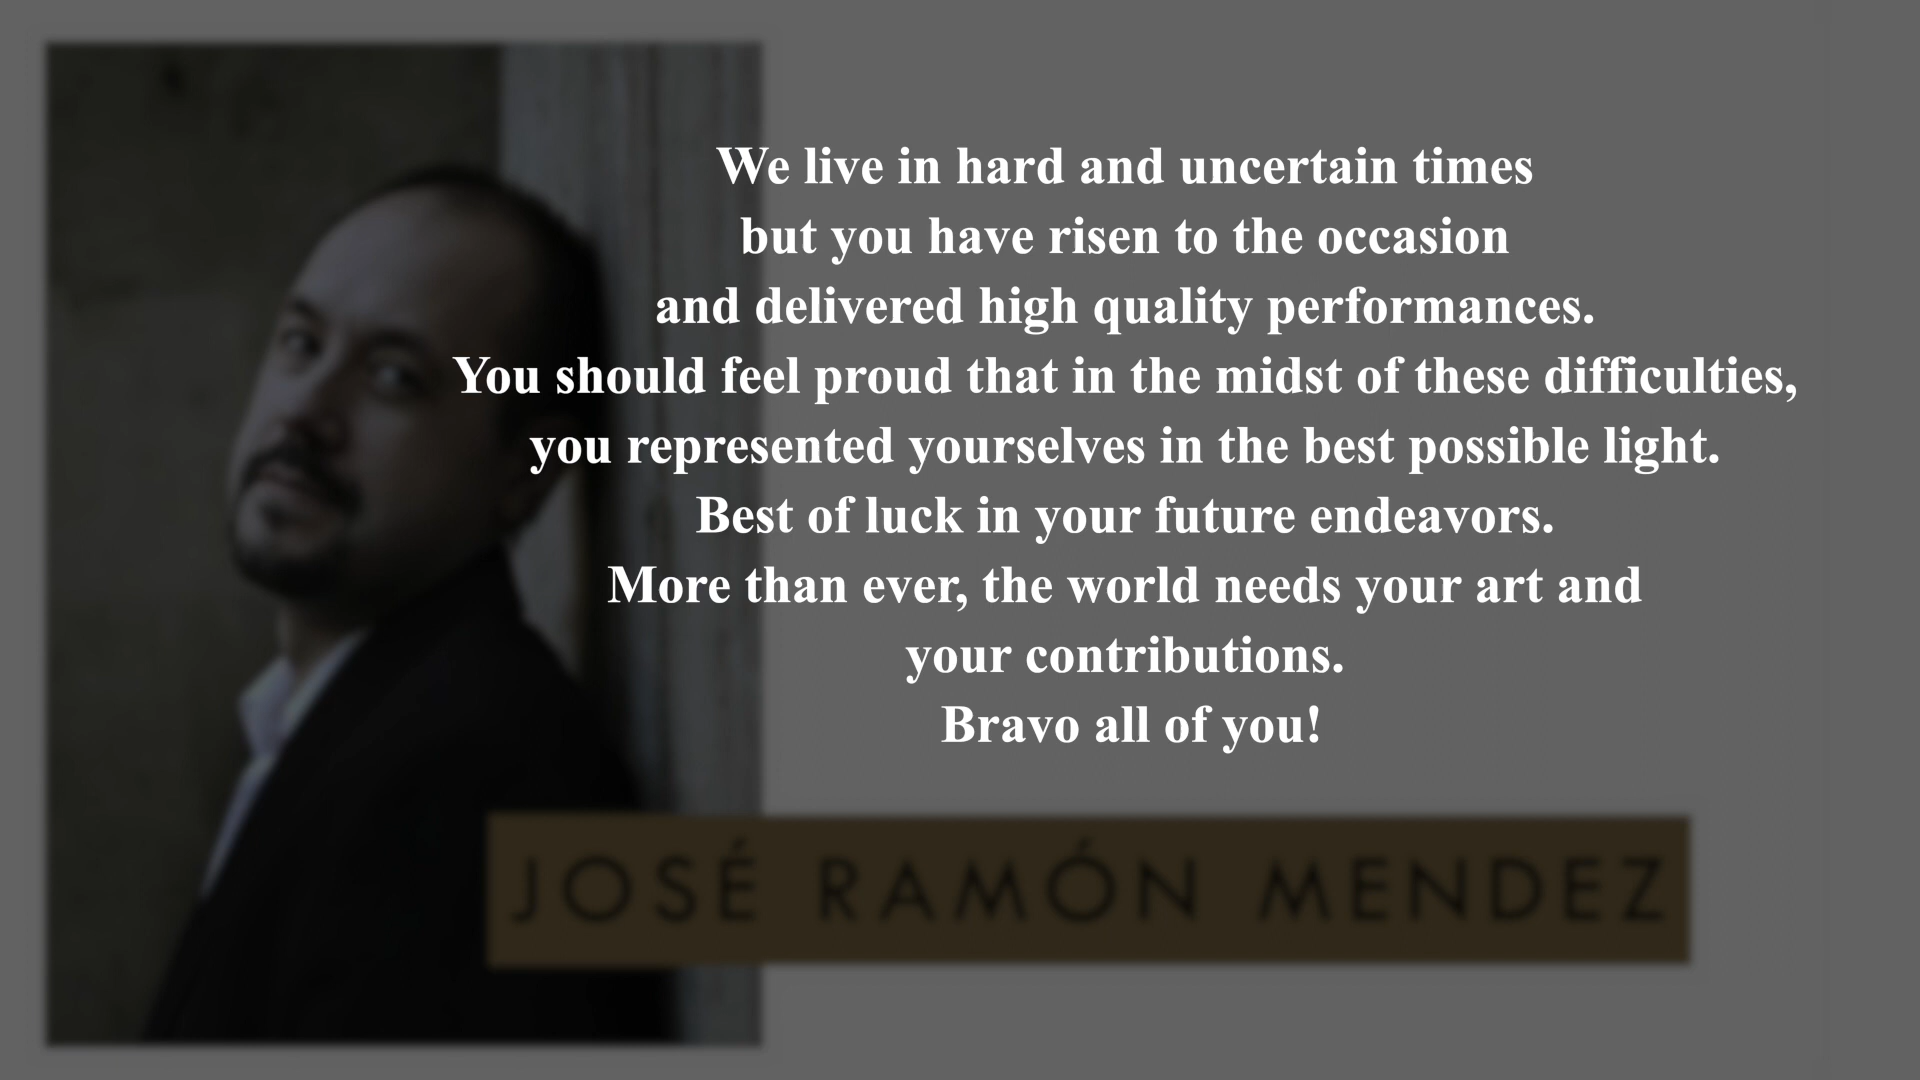 We live in hard and uncertain times
but you have risen to the occasion
and delivered high quality performances.
You should feel proud that in the midst of these difficulties,
you represented yourselves in the best possible light.
Best of luck in your future endeavors.
More than ever, the world needs your art and
your contributions.
Bravo all of you!
JOSÉ RAMÓN MENDEZ